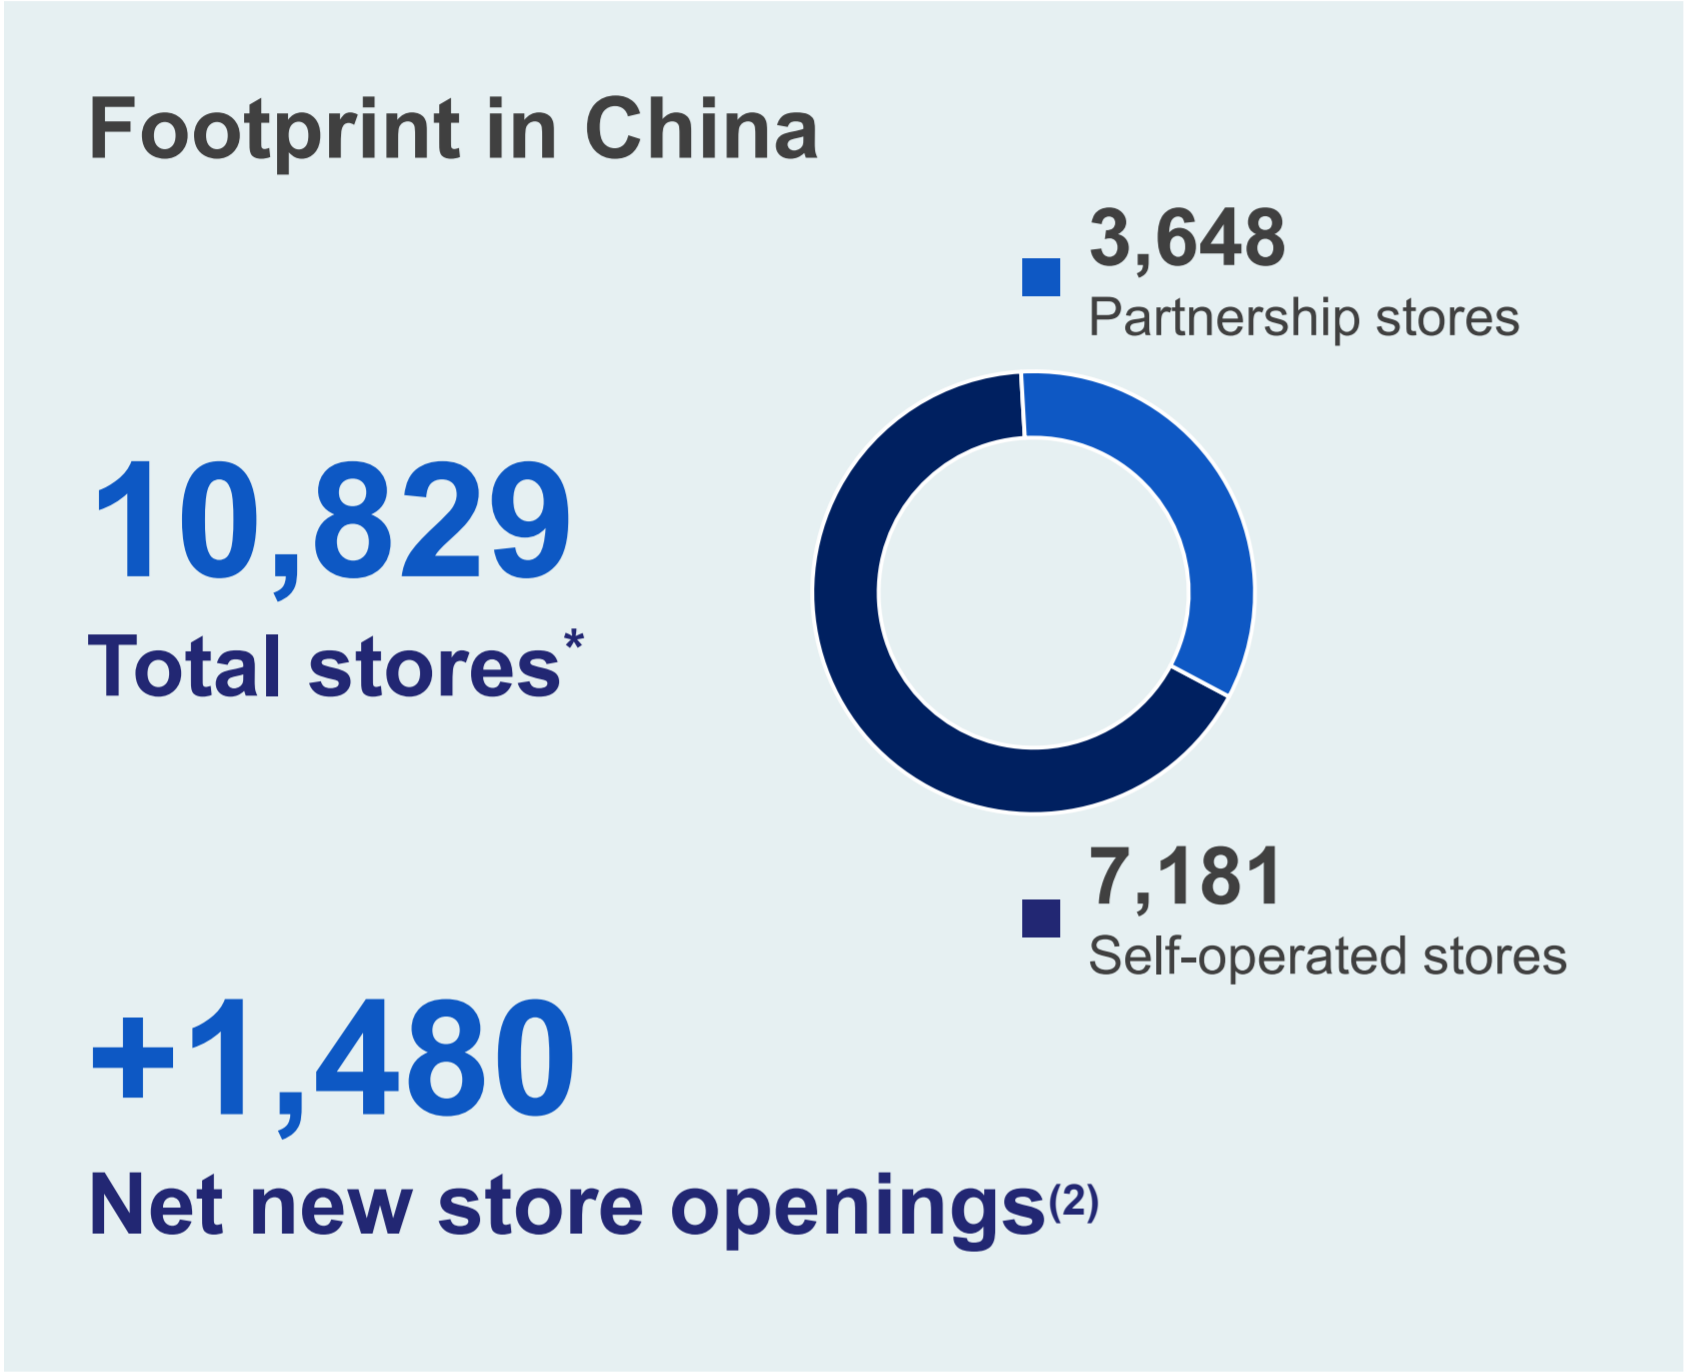 Footprint in China
3,648
Partnership stores
10,829
Total stores*
7,181
Self-operated stores
+1,480
Net new store openings(2)